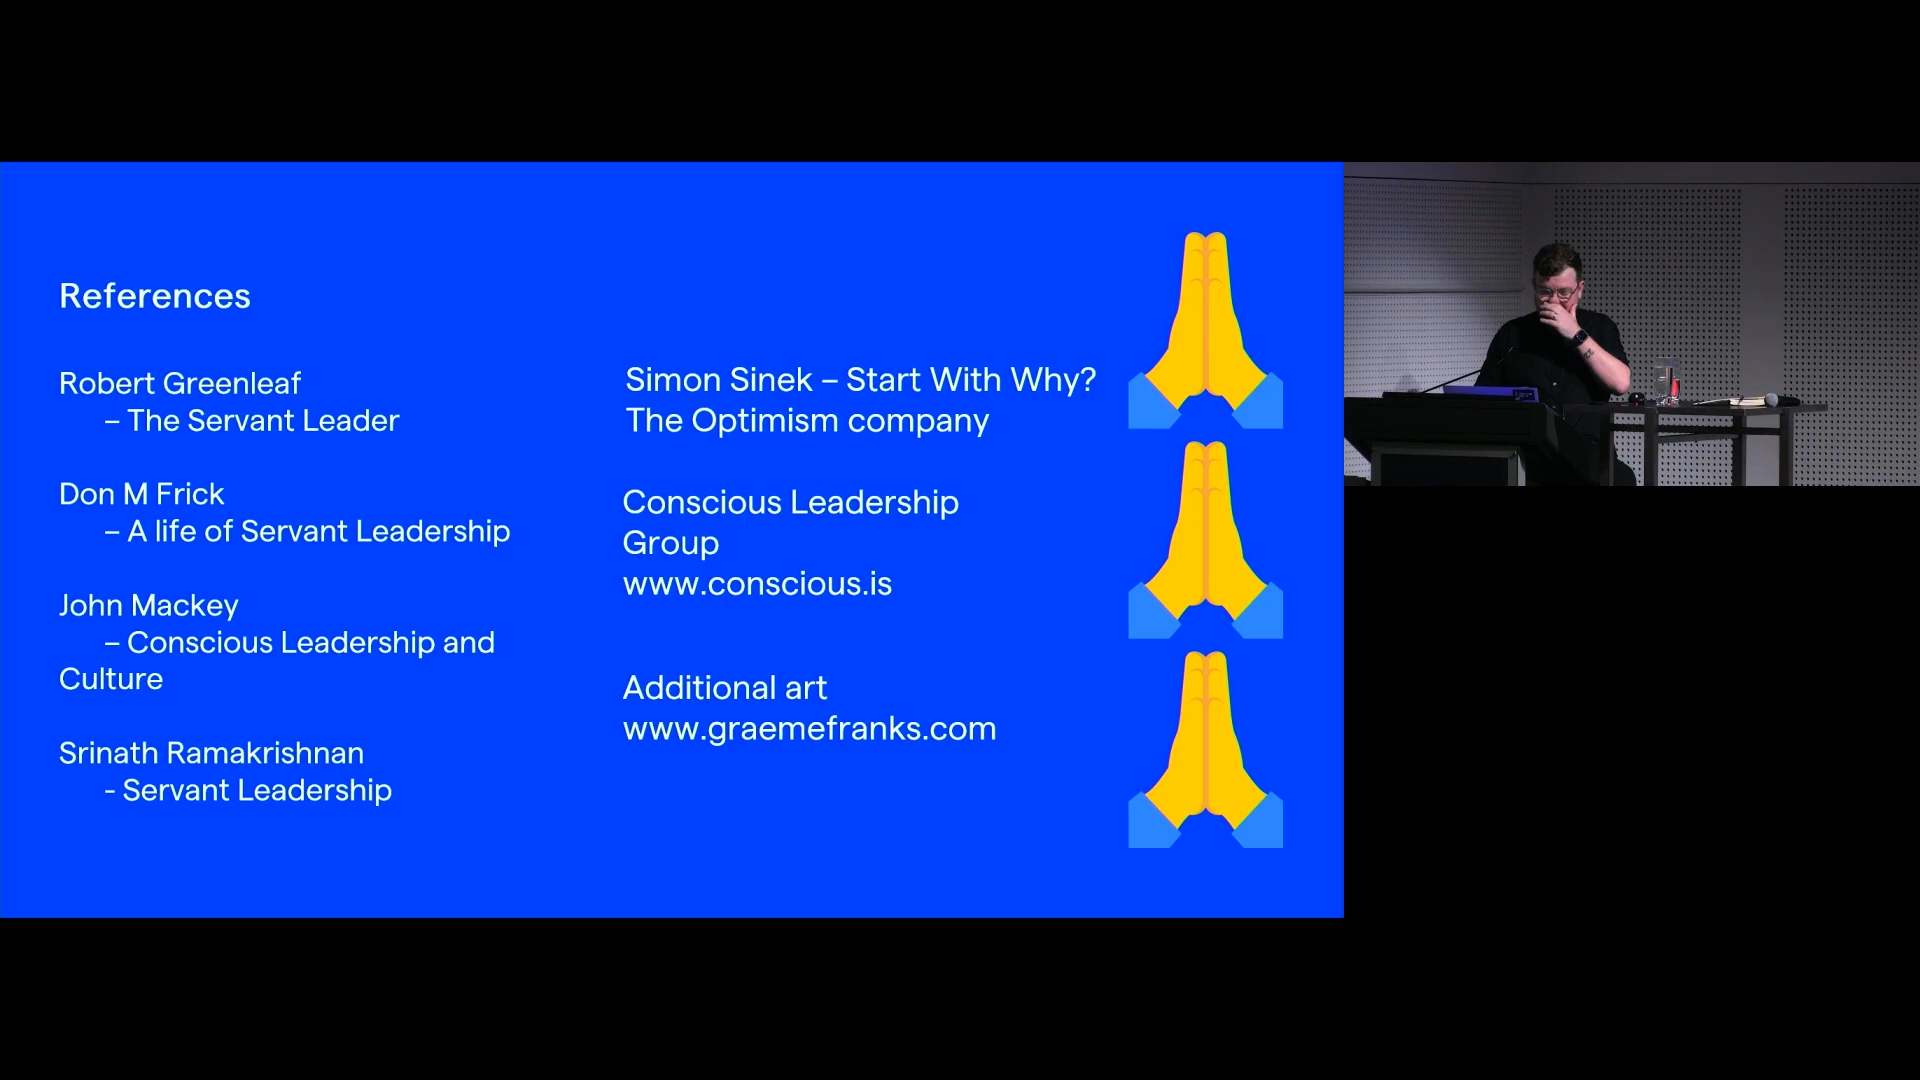 References
Robert Greenleaf
– The Servant Leader
Don M Frick
– A life of Servant Leadership
John Mackey
– Conscious Leadership and
Culture
Srinath Ramakrishnan
- Servant Leadership
Simon Sinek – Start With Why?
The Optimism company
Conscious Leadership
Group
www.conscious.is
Additional art
www.graemefranks.com